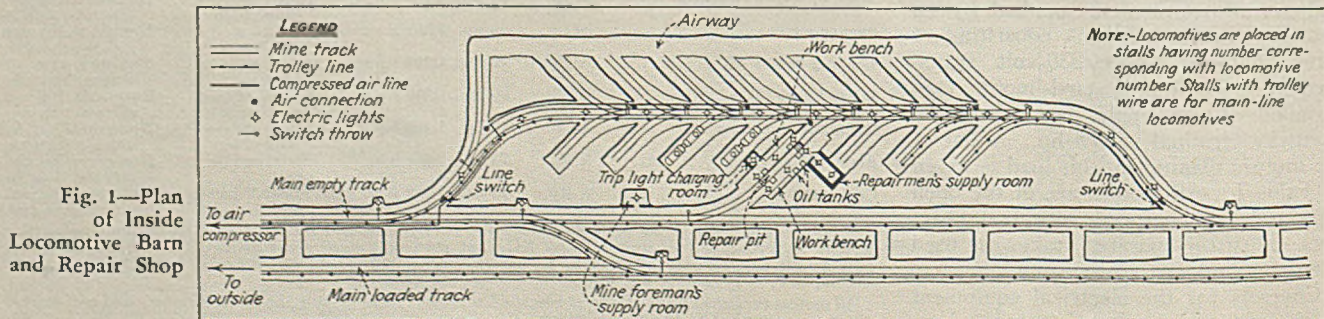 Fig. 1—Plan
of Inside
Locomotive Barn
and Repair Shop
LEGEND
Mine track
Trolley line
Compressed air line
Air connection
Electric lights
Switch throw
Airway
Work bench
NOTE:-Locomotives are placed in
stalls having number corre-
sponding with locomotive
number Stalls with trolley
wire are for main-line
locomotives
Main empty track
Line
switch
Trip light charging
room
Oil tanks
Repairmen's supply room
Line
switch
To air
compressor
Repair pit
Work bench
To
outside
Main loaded track
Mine foreman's
supply room